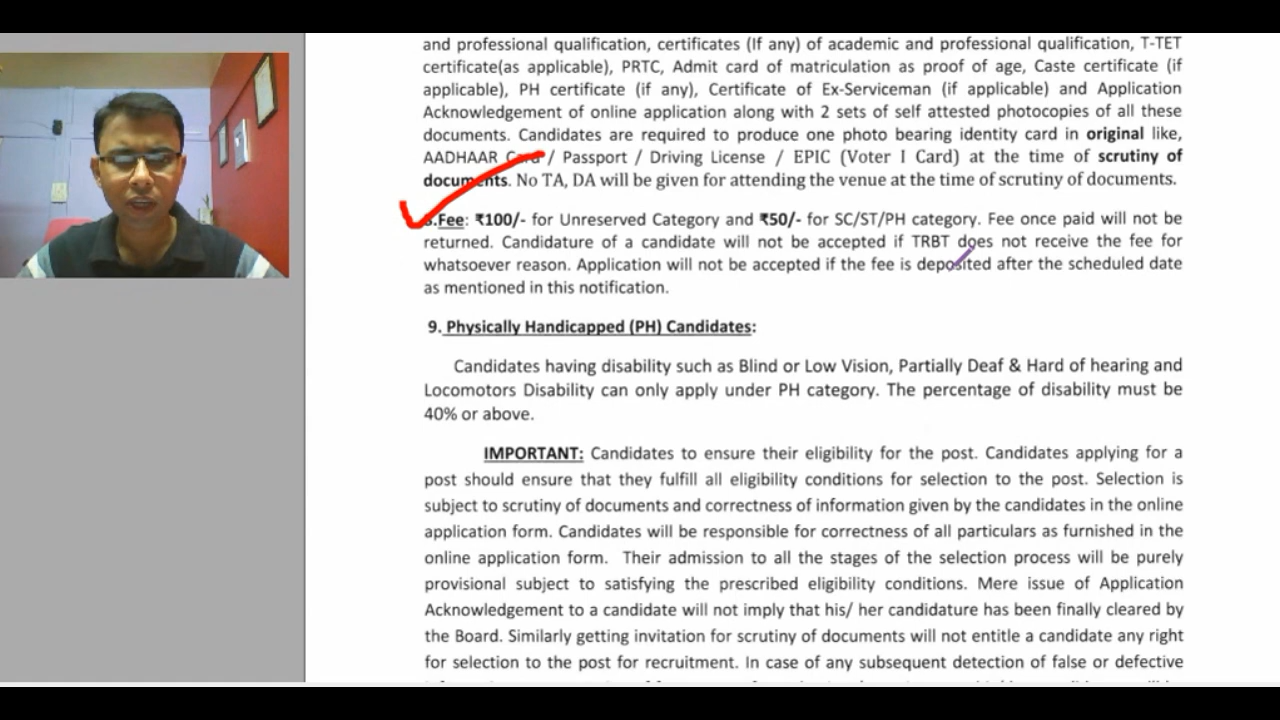 and professional qualification, certificates (If any) of academic and professional qualification, T-TET
certificate(as applicable), PRTC, Admit card of matriculation as proof of age, Caste certificate (if
applicable), PH certificate (if any), Certificate of Ex-Serviceman (if applicable) and Application
Acknowledgement of online application along with 2 sets of self attested photocopies of all these
documents. Candidates are required to produce one photo bearing identity card in original like,
AADHAAR Card / Passport / Driving License / EPIC (Voter I Card) at the time of scrutiny of
documents. No TA, DA will be given for attending the venue at the time of scrutiny of documents.
.Fee: ₹100/- for Unreserved Category and ₹50/- for SC/ST/PH category. Fee once paid will not be
returned. Candidature of a candidate will not be accepted if TRBT does not receive the fee for
whatsoever reason. Application will not be accepted if the fee is deposited after the scheduled date
as mentioned in this notification.
9. Physically Handicapped (PH) Candidates:
Candidates having disability such as Blind or Low Vision, Partially Deaf & Hard of hearing and
Locomotors Disability can only apply under PH category. The percentage of disability must be
40% or above.
IMPORTANT: Candidates to ensure their eligibility for the post. Candidates applying for a
post should ensure that they fulfill all eligibility conditions for selection to the post. Selection is
subject to scrutiny of documents and correctness of information given by the candidates in the online
application form. Candidates will be responsible for correctness of all particulars as furnished in the
online application form. Their admission to all the stages of the selection process will be purely
provisional subject to satisfying the prescribed eligibility conditions. Mere issue of Application
Acknowledgement to a candidate will not imply that his/ her candidature has been finally cleared by
the Board. Similarly getting invitation for scrutiny of documents will not entitle a candidate any right
for selection to the post for recruitment. In case of any subsequent detection of false or defective